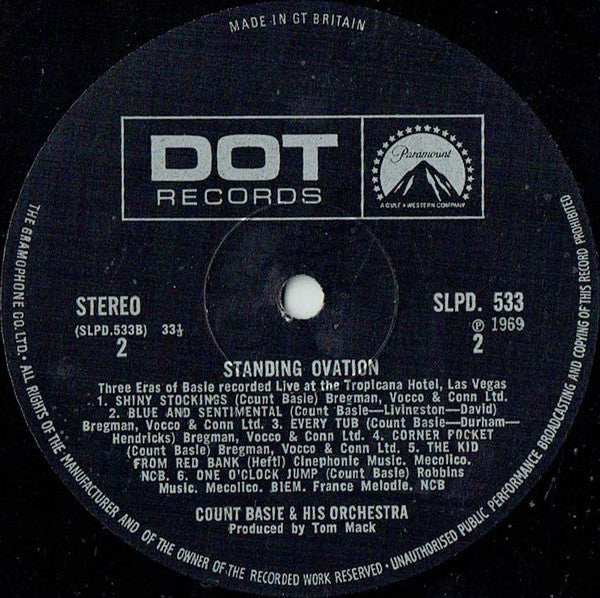 MADE IN GT BRITAIN
DOT
RECORDS
Paramount
A GULF + WESTERN COMPANY
STEREO
(SLPD.533B) 33⅓
2
SLPD. 533
Ⓟ 1969
2
STANDING OVATION
Three Eras of Basie recorded Live at the Tropicana Hotel, Las Vegas
1. SHINY STOCKINGS (Count Basie) Bregman, Vocco & Conn Ltd.
2. BLUE AND SENTIMENTAL (Count Basie—Livingston—David)
Bregman, Vocco & Conn Ltd. 3. EVERY TUB (Count Basie—Durham—
Hendricks) Bregman, Vocco & Conn Ltd. 4. CORNER POCKET
(Count Basie) Bregman, Vocco & Conn Ltd. 5. THE KID
FROM RED BANK (Hefti) Cinephonic Music. Mecolico.
NCB. 6. ONE O'CLOCK JUMP (Count Basie) Robbins
Music. Mecolico. BIEM. France Melodie. NCB
COUNT BASIE & HIS ORCHESTRA
Produced by Tom Mack
THE GRAMOPHONE CO. LTD. · ALL RIGHTS OF THE MANUFACTURER AND OF THE OWNER OF THE RECORDED WORK RESERVED · UNAUTHORISED PUBLIC PERFORMANCE BROADCASTING AND COPYING OF THIS RECORD PROHIBITED